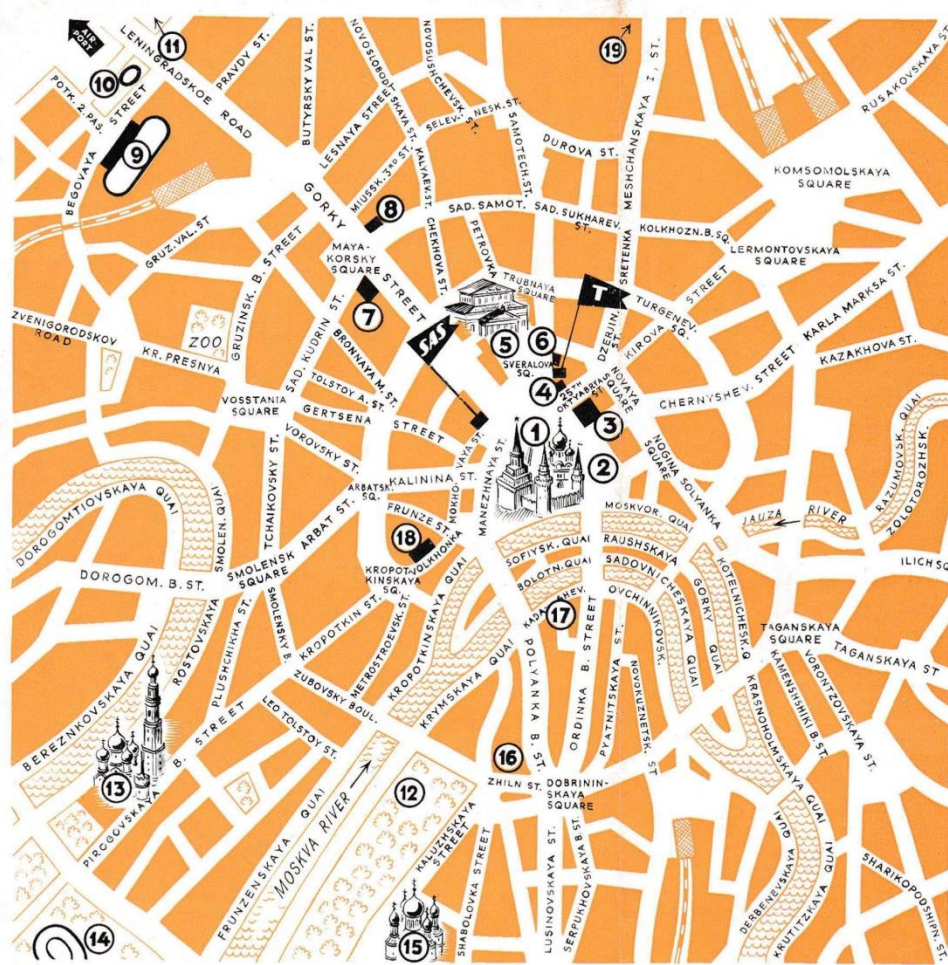 AIR-
PORT
LENINGRADSKOE ROAD
11
PRAVDY ST.
BUTYRSKY VAL ST.
NOVOSLOBODSKAYA ST.
NOVOSUSHCHEVSK. ST.
19
MESHCHANSKAYA I, ST.
RUSAKOVSKAYA ST.
10
POTK. 2. PAS.
BEGOVAYA STREET
9
LESNAYA STREET
SELEV-NESK. ST.
SAMOTECH. ST.
DUROVA ST.
KOMSOMOLSKAYA
SQUARE
GORKY STREET
MIUSSK. 3RD ST.
KALYAEV. ST.
8
SAD. SAMOT.
SAD. SUKHAREV.
ST.
KOLKHOZN. B. SQ.
LERMONTOVSKAYA
SQUARE
GRUZ. VAL. ST.
GRUZINSK. B. STREET
MAYA-
KORSKY
SQUARE
7
CHEKHOVA ST.
PETROVKA
TRUBNAYA
SQUARE
SRETENKA
T
TURGENEV.
SQ.
KIROVA STREET
KARLA MARKSA ST.
ZVENIGORODSKOV
ROAD
ZOO
KR. PRESNYA
SAD. KUDRIN ST.
BRONNAYA M. ST.
SAS
5
6
SVERALOVA
SQ.
4
DZERJIN. ST.
NOVAYA
SQUARE
25TH
OKTYABRYA
ST.
3
CHERNYSHEV. STREET
KAZAKHOVA ST.
VOSSTANIA
SQUARE
TOLSTOY A. ST.
GERTSENA STREET
VOROVSKY ST.
1
2
NOGINA
SQUARE
SOLYANKA
RAZUMOVSK. QUAI
ZOLOTOROZHSK.
DOROGOMTIOVSKAYA QUAI
SMOLEN. QUAI
TCHAIKOVSKY ST.
ARBATSK.
SQ.
KALININA ST.
MANEZHNAYA ST.
ARBAT ST.
FRUNZE ST.
18
MOSKVOR. QUAI
JAUZA RIVER
DOROGOM. B. ST.
SMOLENSK
SQUARE
SMOLENSKY B.
KROPOT-
KINSKAYA
SQ.
SOFIYSK. QUAI
RAUSHSKAYA
BOLOTN. QUAI
SADOVNICHESKAYA QUAI
GORKY QUAI
KOTELNICHESK. Q.
ILICH SQ.
17
OVCHINNIKOVSK.
TAGANSKAYA
SQUARE
TAGANSKAYA ST
BEREZNKOVSKAYA QUAI
ROSTOVSKAYA
PLUSHCHIKHA ST.
KROPOTKIN ST.
METROSTROEVSK. ST.
KROPOTKINSKAYA QUAI
KRYMSKAYA QUAI
POLYANKA B. ST.
ORDINKA B. STREET
PYATNITSKAYA ST.
NOVOKUZNETSK. ST
KRASNOHOLMSKAYA QUAI
KAMENSHSHIKI B. ST.
VORONTZOVSKAYA ST.
ZUBOVSKY BOUL.
LEO TOLSTOY ST.
13
PIROGOVSKAYA B. STREET
16
ZHILN ST.
DOBRININ-
SKAYA
SQUARE
12
KALUZHSKAYA
STREET
FRUNZENSKAYA QUAI
MOSKVA RIVER
SHABOLOVKA STREET
LUSINOVSKAYA ST.
SERPUKHOVSKAYA B. ST.
DERBENEVSKAYA QUAI
KRUTITZKAYA QUAI
SHARIKOPODSHIPN. ST.
14
15